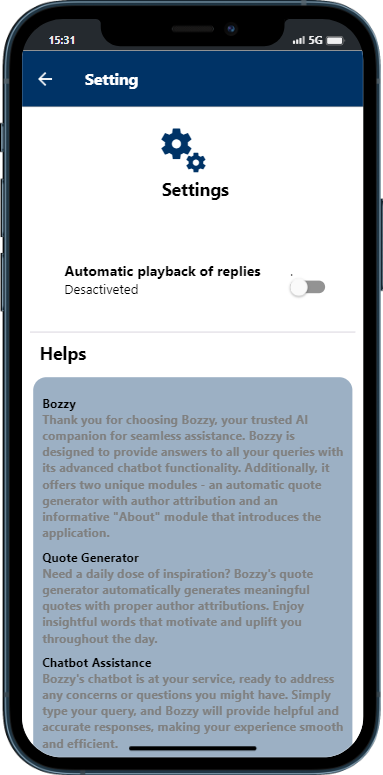 15:31
5G
Setting
Settings
Automatic playback of replies .
Desactiveted
Helps
Bozzy
Thank you for choosing Bozzy, your trusted AI
companion for seamless assistance. Bozzy is
designed to provide answers to all your queries with
its advanced chatbot functionality. Additionally, it
offers two unique modules - an automatic quote
generator with author attribution and an
informative "About" module that introduces the
application.
Quote Generator
Need a daily dose of inspiration? Bozzy's quote
generator automatically generates meaningful
quotes with proper author attributions. Enjoy
insightful words that motivate and uplift you
throughout the day.
Chatbot Assistance
Bozzy's chatbot is at your service, ready to address
any concerns or questions you might have. Simply
type your query, and Bozzy will provide helpful and
accurate responses, making your experience smooth
and efficient.